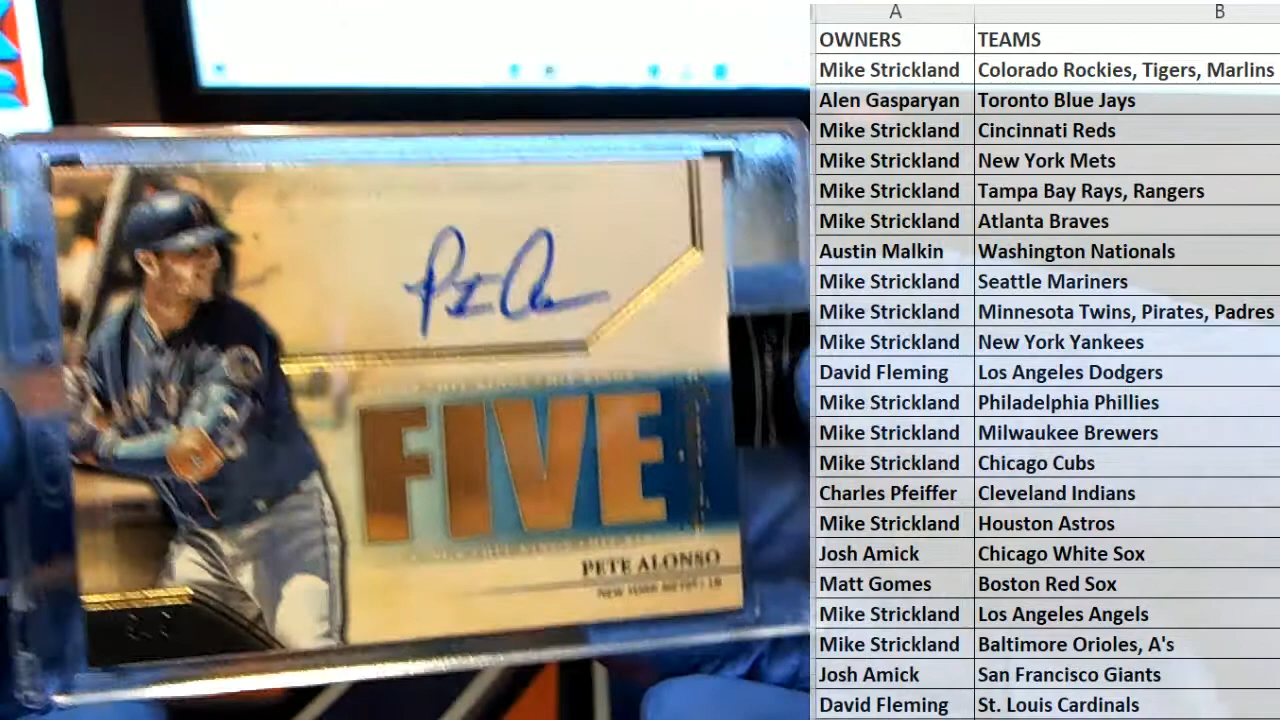 A B
OWNERS TEAMS
Mike Strickland Colorado Rockies, Tigers, Marlins
Alen Gasparyan Toronto Blue Jays
Mike Strickland Cincinnati Reds
Mike Strickland New York Mets
Mike Strickland Tampa Bay Rays, Rangers
Mike Strickland Atlanta Braves
Austin Malkin Washington Nationals
Mike Strickland Seattle Mariners
Mike Strickland Minnesota Twins, Pirates, Padres
Mike Strickland New York Yankees
David Fleming Los Angeles Dodgers
Mike Strickland Philadelphia Phillies
Mike Strickland Milwaukee Brewers
Mike Strickland Chicago Cubs
Charles Pfeiffer Cleveland Indians
Mike Strickland Houston Astros
Josh Amick Chicago White Sox
Matt Gomes Boston Red Sox
Mike Strickland Los Angeles Angels
Mike Strickland Baltimore Orioles, A's
Josh Amick San Francisco Giants
David Fleming St. Louis Cardinals
FIVE
PETE ALONSO
NEW YORK METS | 1B